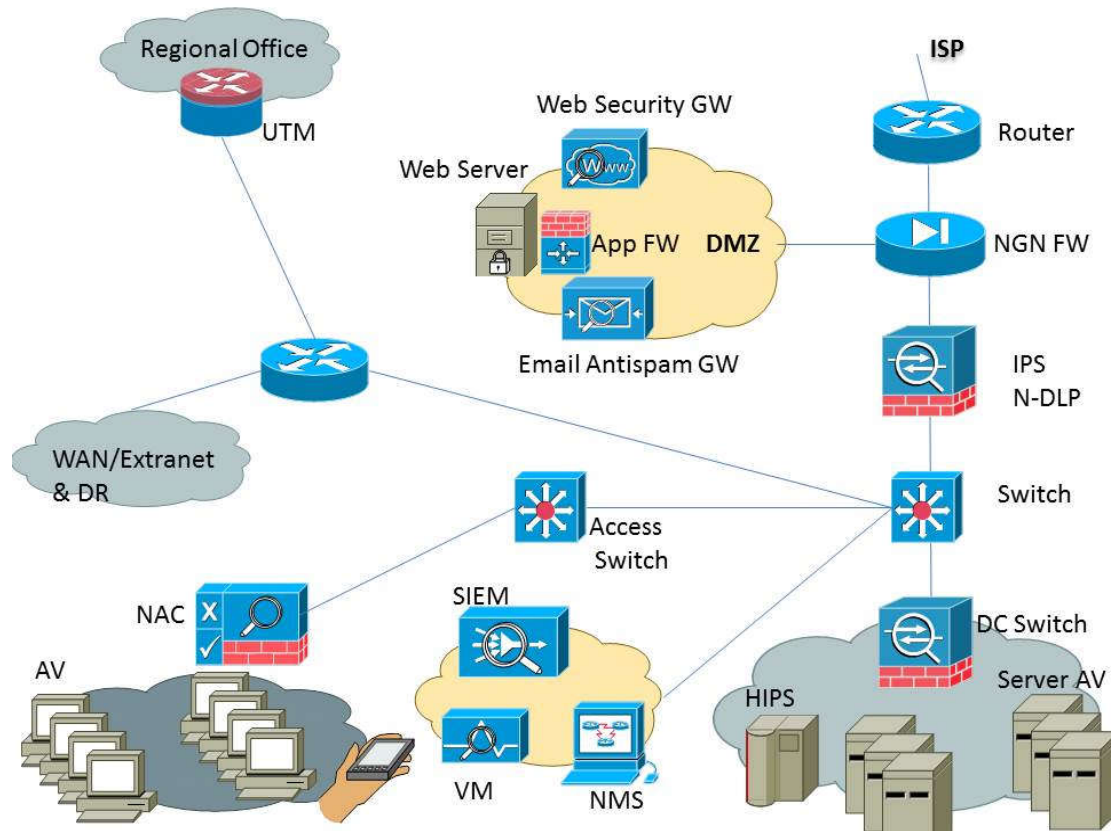 Regional Office
UTM
ISP
Web Security GW
Router
Web Server
Www
App FW
DMZ
NGN FW
Email Antispam GW
IPS
N-DLP
WAN/Extranet
& DR
Switch
Access
Switch
NAC
X
SIEM
DC Switch
AV
HIPS
Server AV
VM
NMS